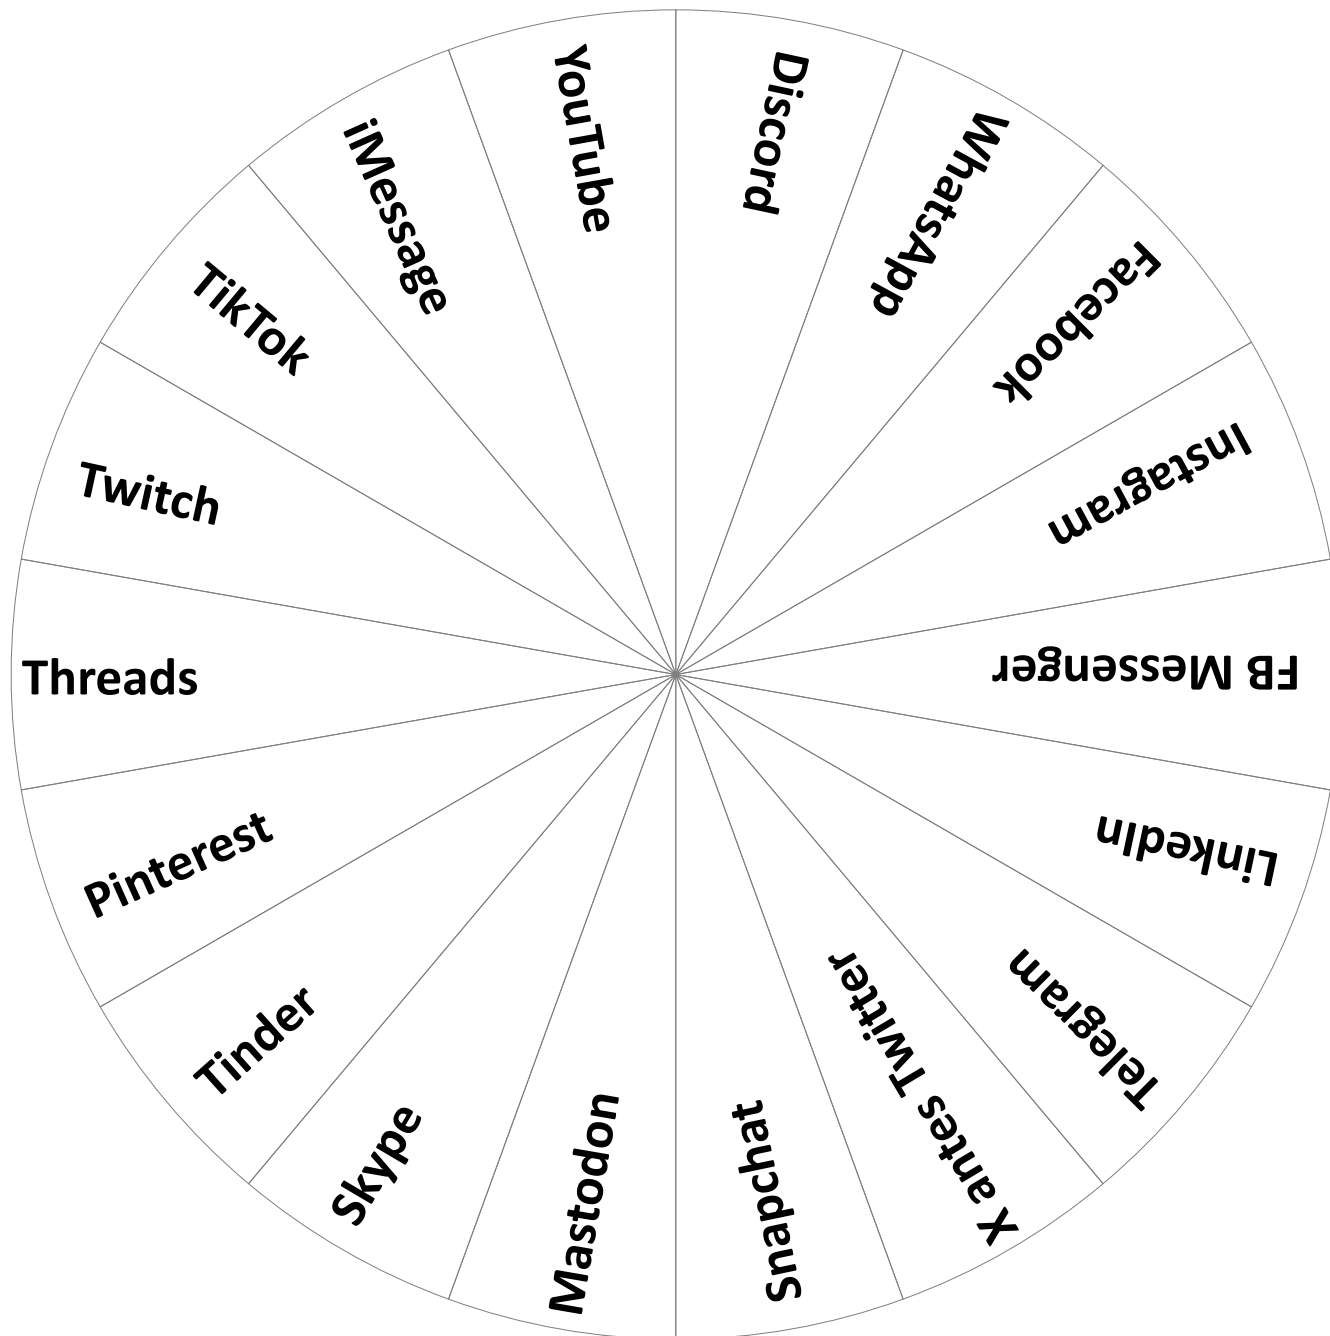 Discord
WhatsApp
Facebook
Instagram
FB Messenger
LinkedIn
Telegram
X antes Twitter
Snapchat
Mastodon
Skype
Tinder
Pinterest
Threads
Twitch
TikTok
iMessage
YouTube